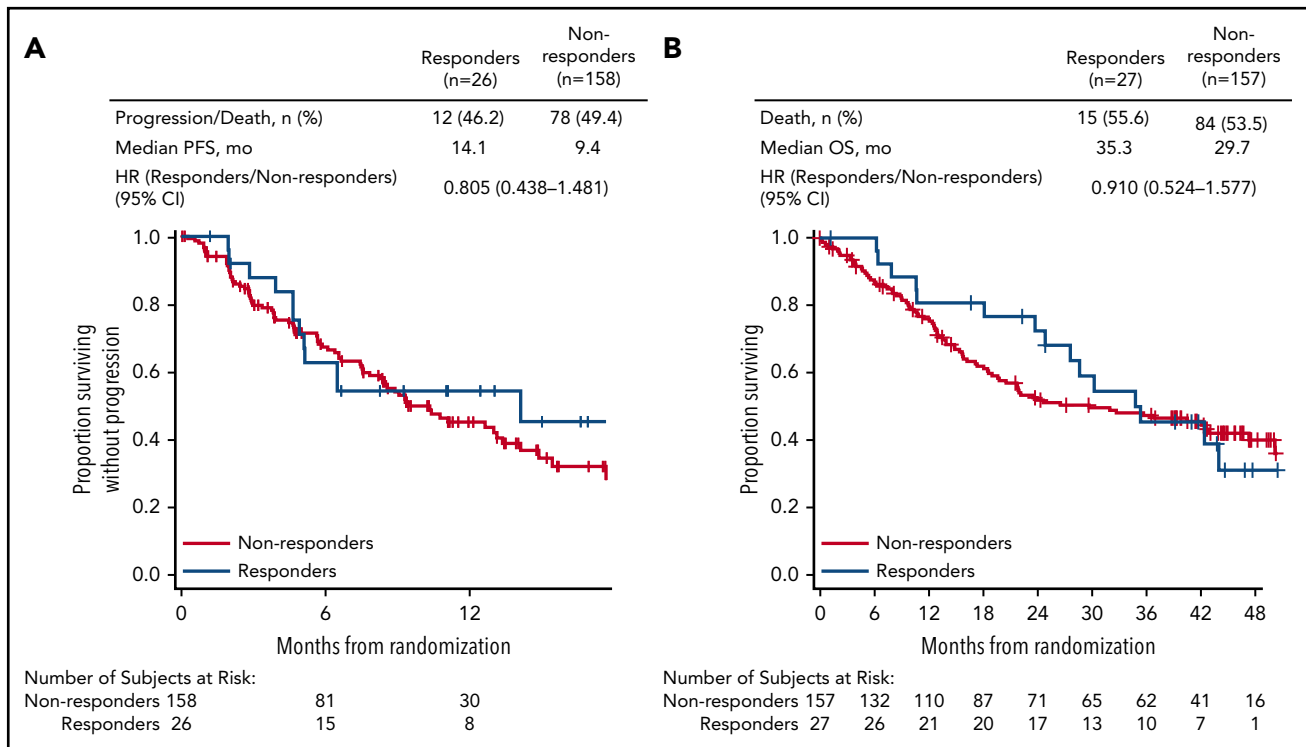 A
Responders
(n=26)
Non-
responders
(n=158)
Progression/Death, n (%) 12 (46.2) 78 (49.4)
Median PFS, mo 14.1 9.4
HR (Responders/Non-responders)
(95% CI) 0.805 (0.438–1.481)
1.0
0.8
0.6
0.4
0.2
0.0
Proportion surviving
without progression
Non-responders
Responders
0 6 12
Months from randomization
Number of Subjects at Risk:
Non-responders 158 81 30
Responders 26 15 8
B
Responders
(n=27)
Non-
responders
(n=157)
Death, n (%) 15 (55.6) 84 (53.5)
Median OS, mo 35.3 29.7
HR (Responders/Non-responders)
(95% CI) 0.910 (0.524–1.577)
1.0
0.8
0.6
0.4
0.2
0.0
Proportion surviving
Non-responders
Responders
0 6 12 18 24 30 36 42 48
Months from randomization
Number of Subjects at Risk:
Non-responders 157 132 110 87 71 65 62 41 16
Responders 27 26 21 20 17 13 10 7 1